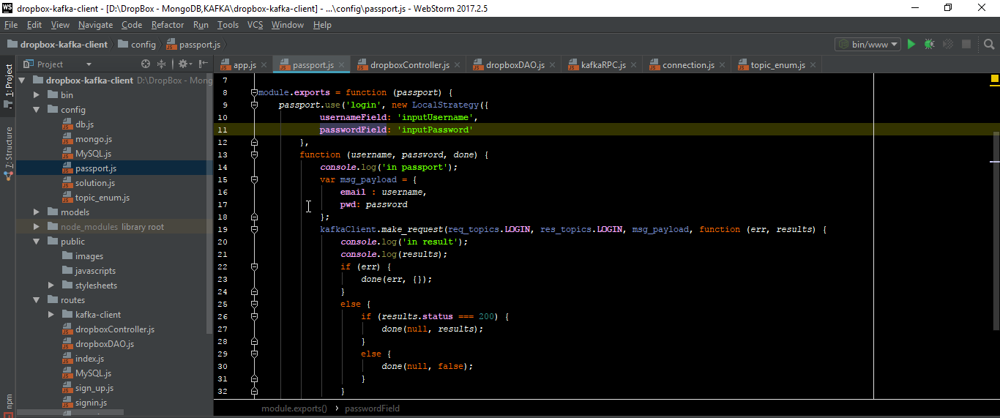 WS dropbox-kafka-client - [D:\DropBox - MongoDB,KAFKA\dropbox-kafka-client] - ...\config\passport.js - WebStorm 2017.2.5
File Edit View Navigate Code Refactor Run Tools VCS Window Help
dropbox-kafka-client config passport.js bin/www
Project
app.js passport.js dropboxController.js dropboxDAO.js kafkaRPC.js connection.js topic_enum.js
1: Project
7: Structure
npm
dropbox-kafka-client D:\DropBox - Mong
bin
config
db.js
mongo.js
MySQL.js
passport.js
solution.js
topic_enum.js
models
node_modules library root
public
images
javascripts
stylesheets
routes
kafka-client
dropboxController.js
dropboxDAO.js
index.js
MySQL.js
sign_up.js
signin.js
7
8 module.exports = function (passport) {
9 passport.use('login', new LocalStrategy({
10 usernameField: 'inputUsername',
11 passwordField: 'inputPassword'
12 },
13 function (username, password, done) {
14 console.log('in passport');
15 var msg_payload = {
16 email : username,
17 pwd: password
18 };
19 kafkaClient.make_request(req_topics.LOGIN, res_topics.LOGIN, msg_payload, function (err, results) {
20 console.log('in result');
21 console.log(results);
22 if (err) {
23 done(err, {});
24 }
25 else {
26 if (results.status === 200) {
27 done(null, results);
28 }
29 else {
30 done(null, false);
31 }
32 }
module.exports() › passwordField